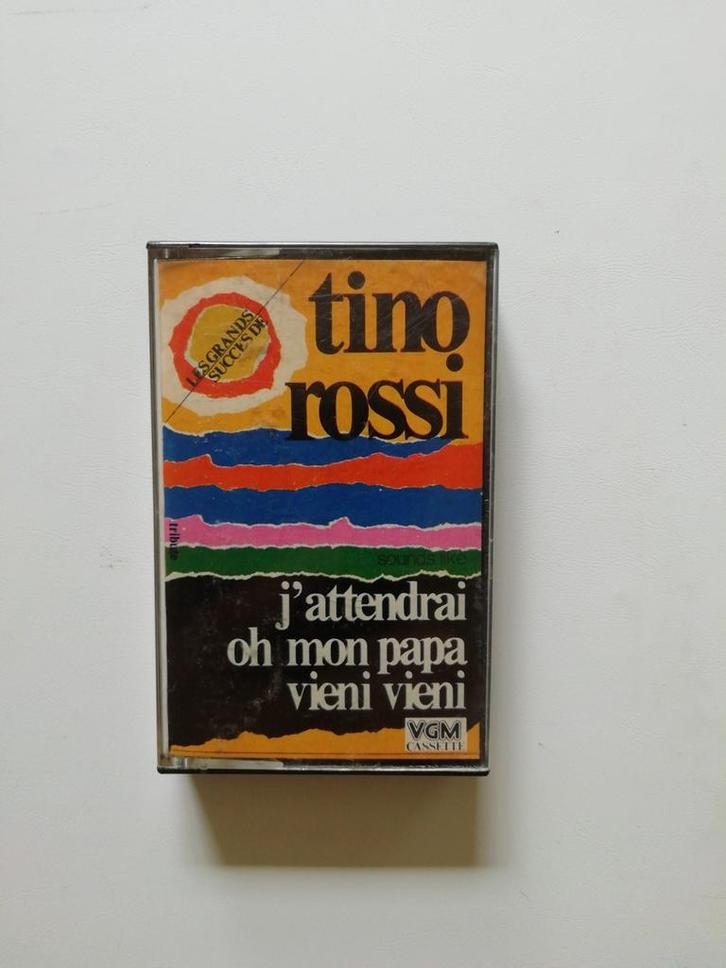 LES GRANDS
SUCCES DE
tino
rossi
tribute
sounds like
j'attendrai
oh mon papa
vieni vieni
VGM
CASSETTE